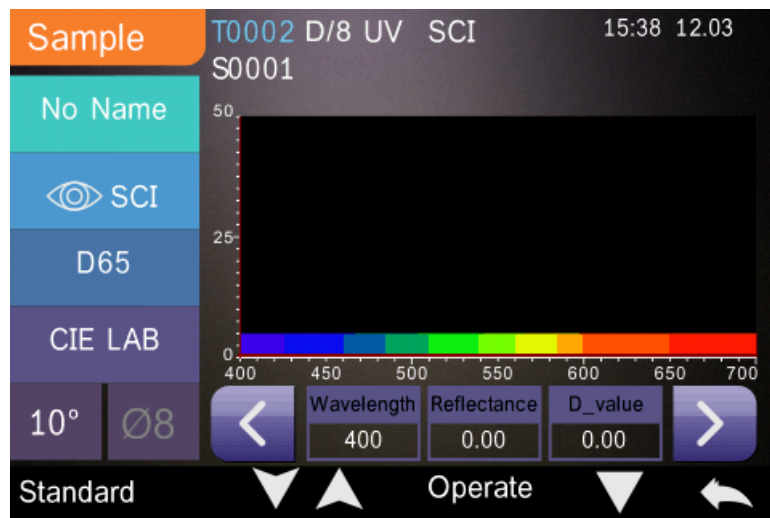 Sample
T0002 D/8 UV SCI 15:38 12.03
S0001
No Name
SCI
D65
CIE LAB
10° Ø8
50
25
0
400 450 500 550 600 650 700
Wavelength Reflectance D_value
400 0.00 0.00
Standard Operate